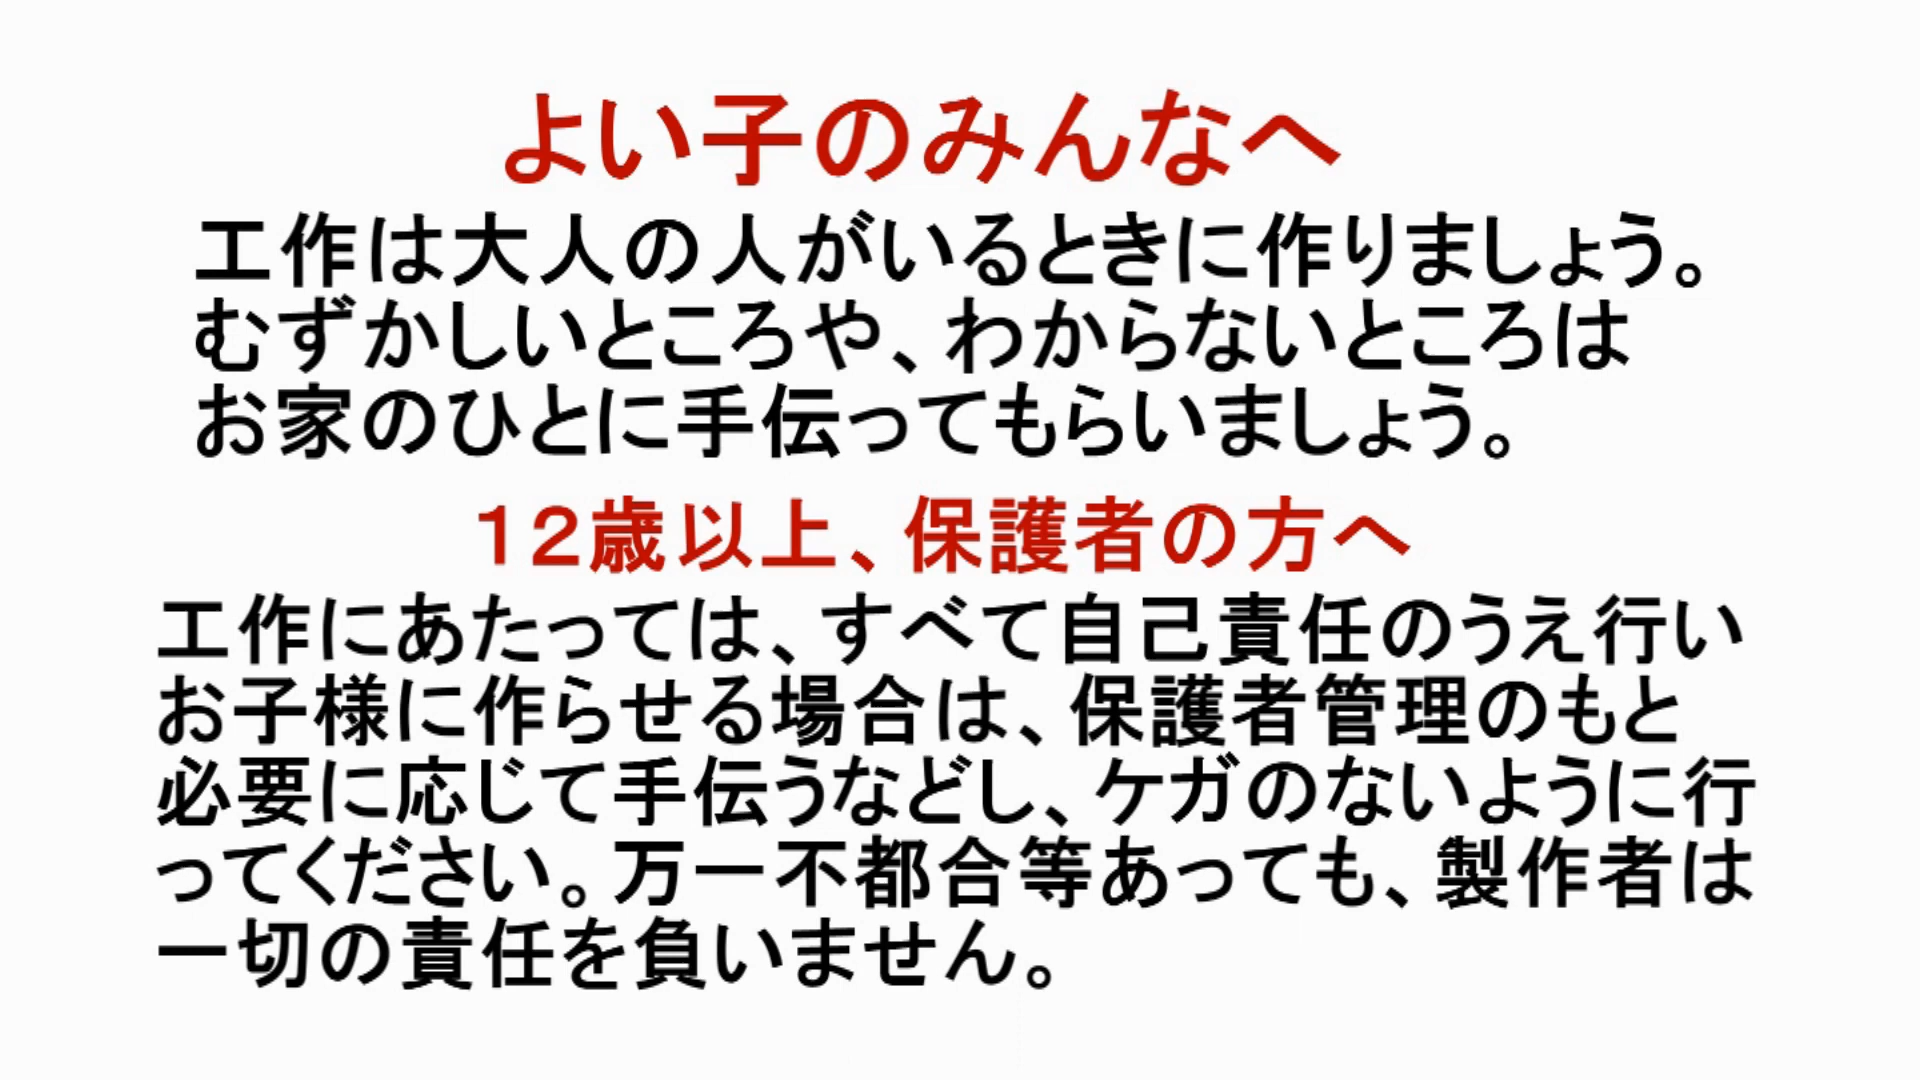 よい子のみんなへ
工作は大人の人がいるときに作りましょう。
むずかしいところや、わからないところは
お家のひとに手伝ってもらいましょう。
12歳以上、保護者の方へ
工作にあたっては、すべて自己責任のうえ行い
お子様に作らせる場合は、保護者管理のもと
必要に応じて手伝うなどし、ケガのないように行
ってください。万一不都合等あっても、製作者は
一切の責任を負いません。